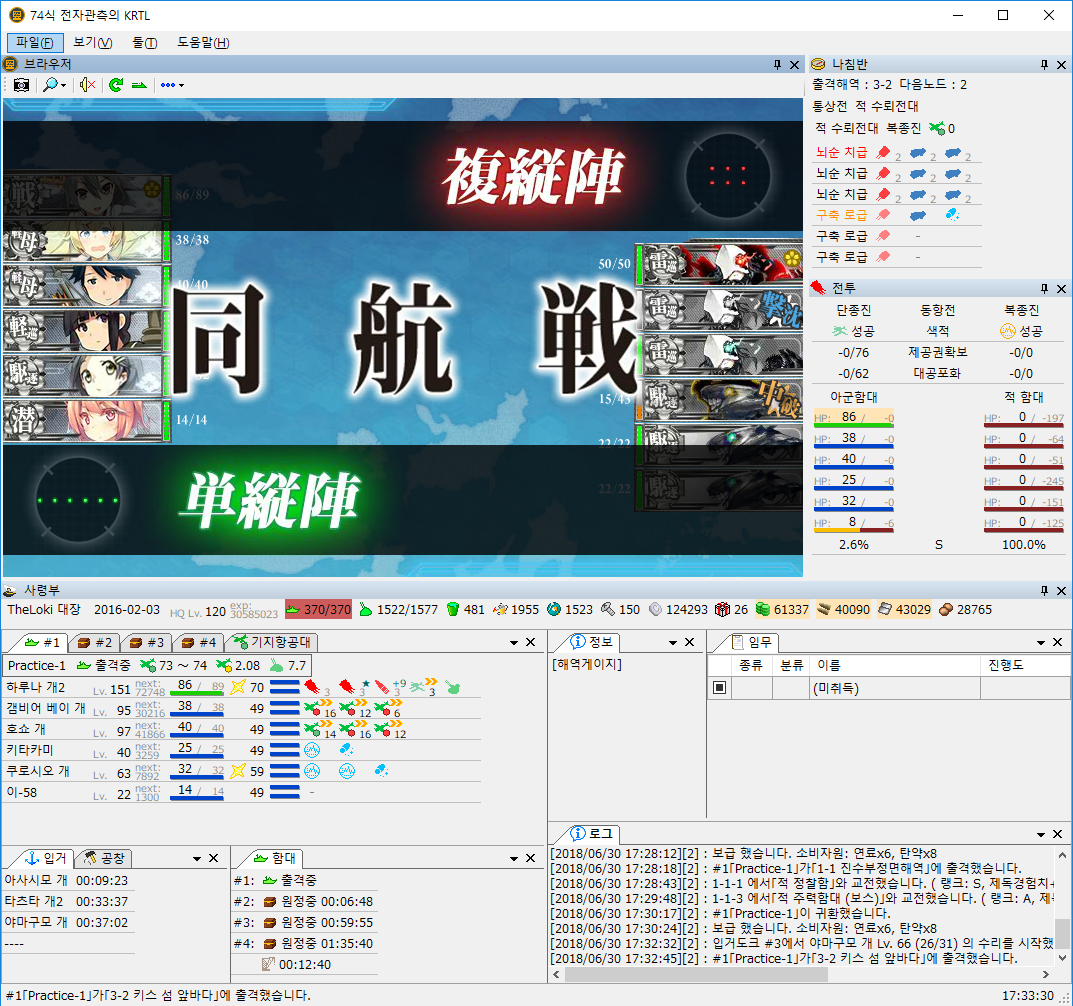 74식 전자관측의 KRTL
파일(F) 보기(V) 툴(T) 도움말(H)
브라우저
複縦陣
86/89
38/38
40/40
50/50
同航戦
撃沈
中破
14/14
15/43
22/22
22/22
単縦陣
나침반
출격해역 : 3-2 다음노드 : 2
통상전 적 수뢰전대
적 수뢰전대 복종진 0
뇌순 치급 2 2 2
뇌순 치급 2 2 2
뇌순 치급 2 2 2
구축 로급
구축 로급 -
구축 로급 -
전투
단종진 동항전 복종진
성공 색적 성공
-0/76 제공권확보 -0/0
-0/62 대공포화 -0/0
아군함대 적 함대
HP: 86 / -0 HP: 0 / -197
HP: 38 / -0 HP: 0 / -64
HP: 40 / -0 HP: 0 / -51
HP: 25 / -0 HP: 0 / -245
HP: 32 / -0 HP: 0 / -151
HP: 8 / -6 HP: 0 / -125
2.6% S 100.0%
사령부
TheLoki 대장 2016-02-03 HQ Lv. 120 exp: 30585023 370/370 1522/1577 481 1955 1523 150 124293 26 61337 40090 43029 28765
#1 #2 #3 #4 기지항공대
Practice-1 출격중 73 ～ 74 2.08 7.7
하루나 개2 Lv. 151 next: 72748 86 / 89 70 3 3 +9 3
갬비어 베이 개 Lv. 95 next: 30216 38 / 38 49 16 12 6
호쇼 개 Lv. 97 next: 41866 40 / 40 49 14 16 12
키타카미 Lv. 40 next: 3259 25 / 25 49
쿠로시오 개 Lv. 63 next: 7892 32 / 32 59
이-58 Lv. 22 next: 1300 14 / 14 49 -
정보
[해역게이지]
임무
종류 분류 이름 진행도
(미취득)
입거 공창
아사시모 개 00:09:23
타츠타 개2 00:33:37
야마구모 개 00:37:02
----
함대
#1: 출격중
#2: 원정중 00:06:48
#3: 원정중 00:59:55
#4: 원정중 01:35:40
00:12:40
로그
[2018/06/30 17:28:12][2] : 보급 했습니다. 소비자원: 연료x6, 탄약x8
[2018/06/30 17:28:18][2] : #1「Practice-1」가「1-1 진수부정면해역」에 출격했습니다.
[2018/06/30 17:28:43][2] : 1-1-1 에서「적 정찰함」와 교전했습니다. ( 랭크: S, 제독경험치+
[2018/06/30 17:29:48][2] : 1-1-3 에서「적 주력함대 (보스)」와 교전했습니다. ( 랭크: A, 제독
[2018/06/30 17:30:17][2] : #1「Practice-1」이 귀환했습니다.
[2018/06/30 17:30:24][2] : 보급 했습니다. 소비자원: 연료x6, 탄약x8
[2018/06/30 17:32:32][2] : 입거도크 #3에서 야마구모 개 Lv. 66 (26/31) 의 수리를 시작했
[2018/06/30 17:32:45][2] : #1「Practice-1」가「3-2 키스 섬 앞바다」에 출격했습니다.
#1「Practice-1」가「3-2 키스 섬 앞바다」에 출격했습니다. 17:33:30